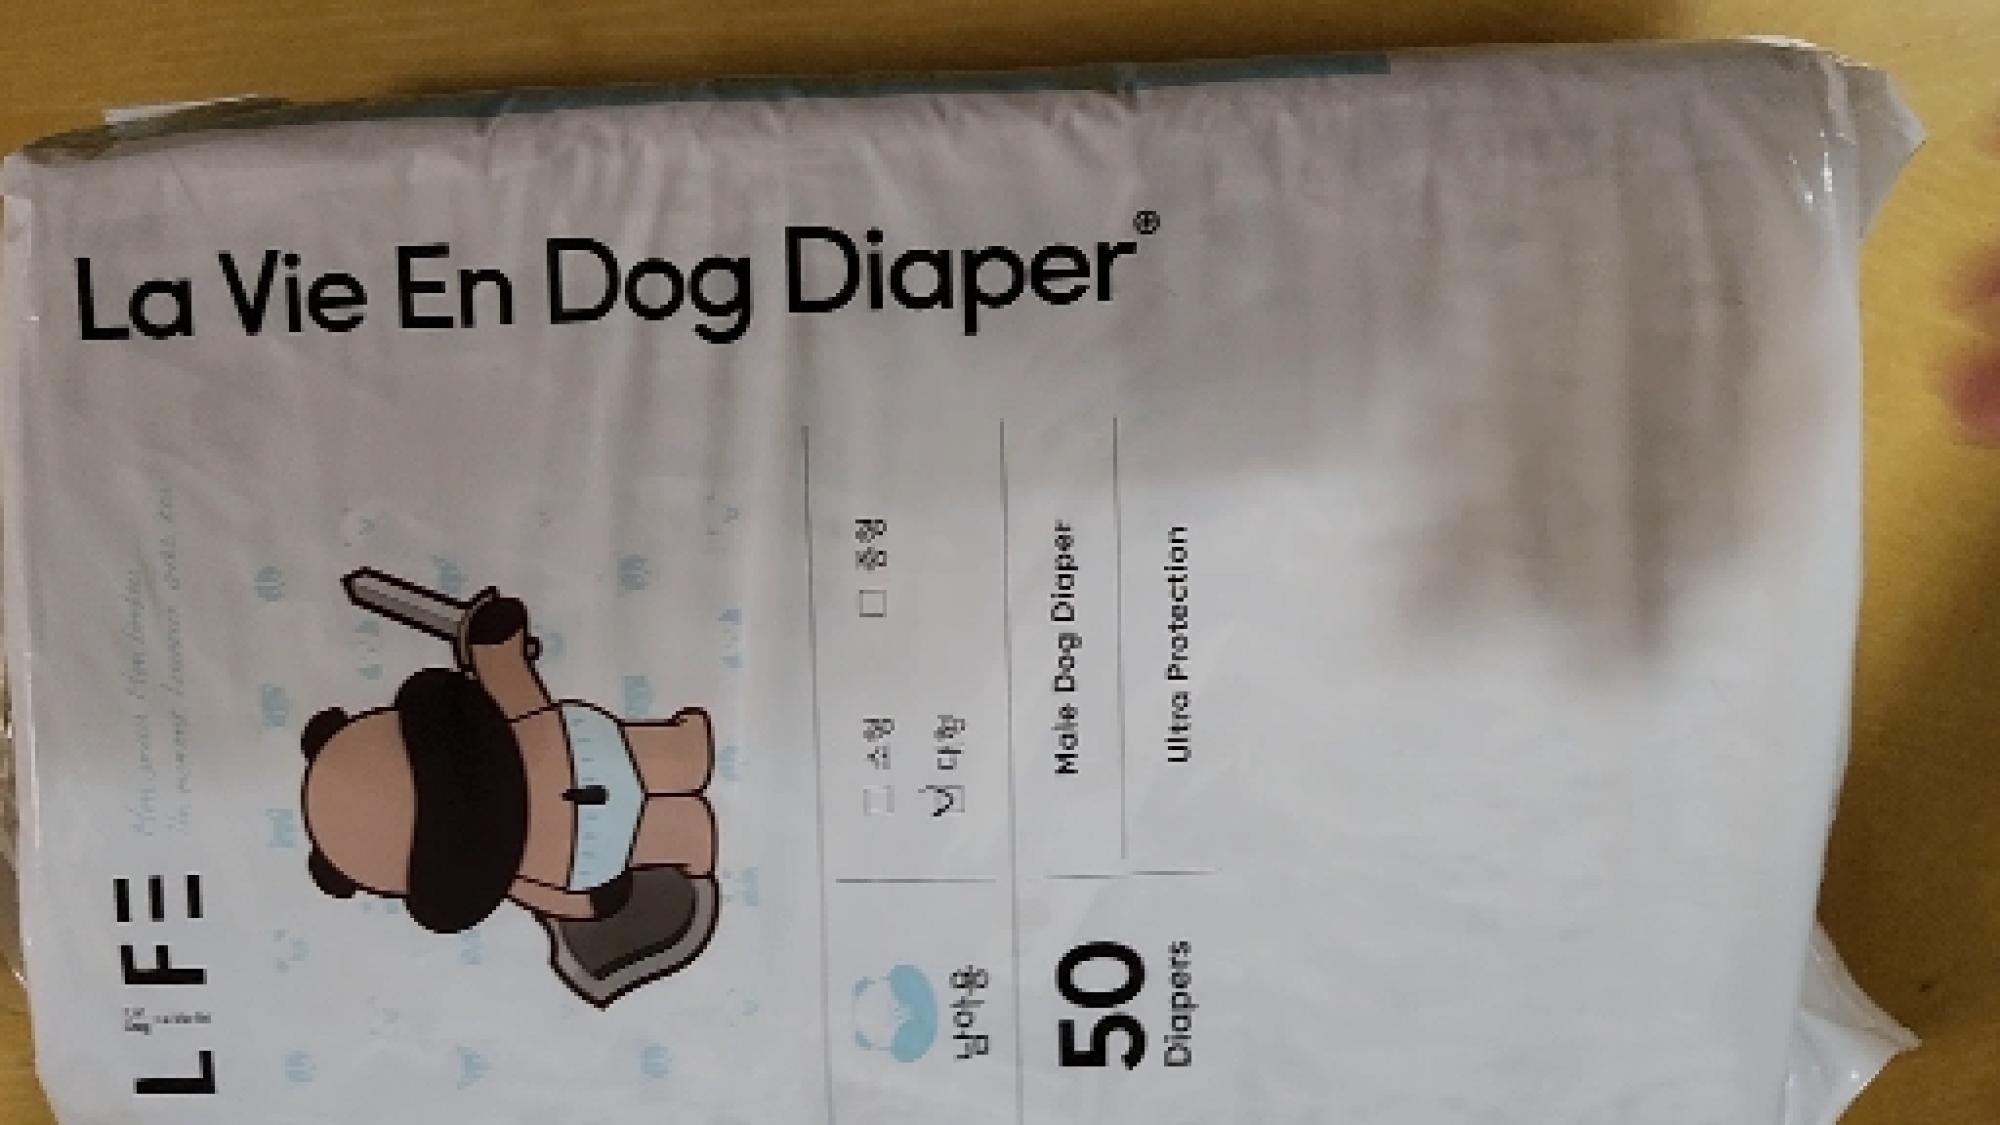 La Vie En Dog Diaper®
LIFE
□ 소형
□ 중형
☑ 대형
남아용
50
Diapers
Male Dog Diaper
Ultra Protection